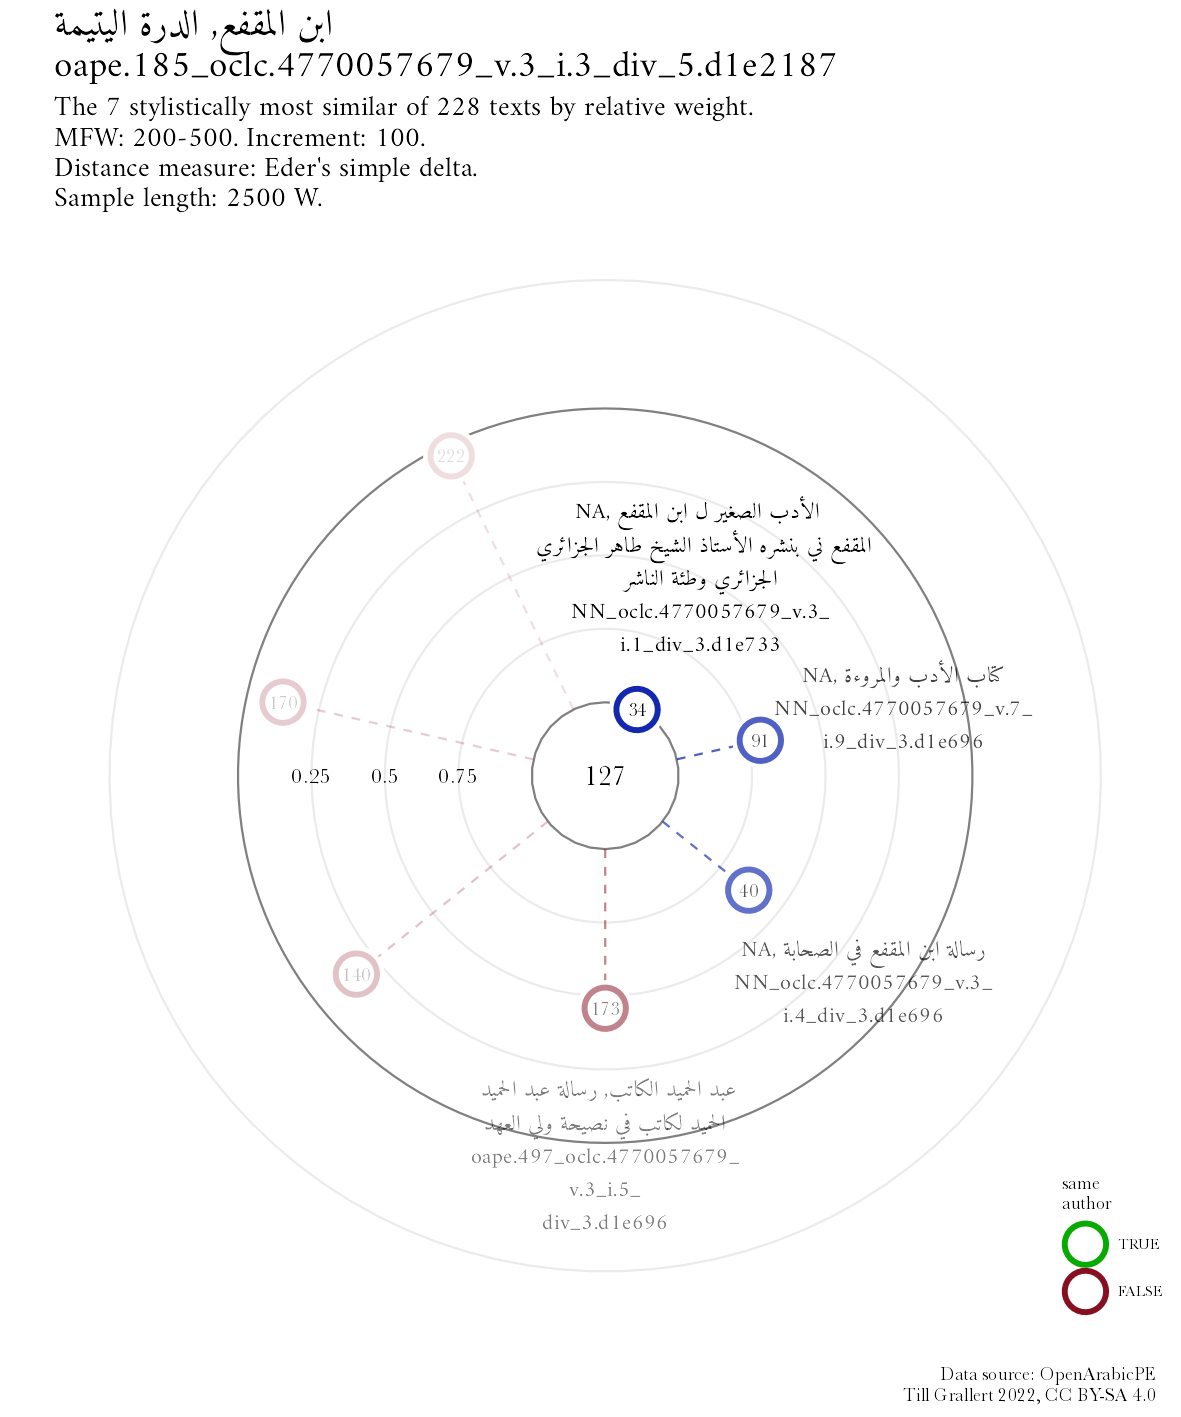 ابن المقفع, الدرة اليتيمة
oape.185_oclc.4770057679_v.3_i.3_div_5.d1e2187
The 7 stylistically most similar of 228 texts by relative weight.
MFW: 200-500. Increment: 100.
Distance measure: Eder's simple delta.
Sample length: 2500 W.
222
NA, الأدب الصغير ل ابن المقفع
المقفع ني بنشره الأستاذ الشيخ طاهر الجزائري
الجزائري وطئة الناشر
NN_oclc.4770057679_v.3_
i.1_div_3.d1e733
NA, كتاب الأدب والمروءة
NN_oclc.4770057679_v.7_
i.9_div_3.d1e696
170
34
91
0.25 0.5 0.75
127
40
NA, رسالة ابن المقفع في الصحابة
NN_oclc.4770057679_v.3_
i.4_div_3.d1e696
140
173
عبد الحميد الكاتب, رسالة عبد الحميد
الحميد لكاتب في نصيحة ولي العهد
oape.497_oclc.4770057679_
v.3_i.5_
div_3.d1e696
same
author
TRUE
FALSE
Data source: OpenArabicPE
Till Grallert 2022, CC BY-SA 4.0